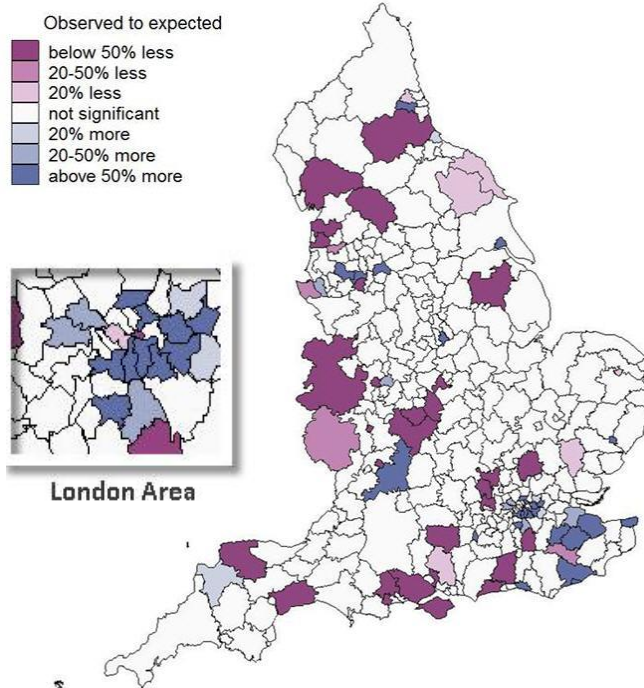 Observed to expected
below 50% less
20-50% less
20% less
not significant
20% more
20-50% more
above 50% more
London Area